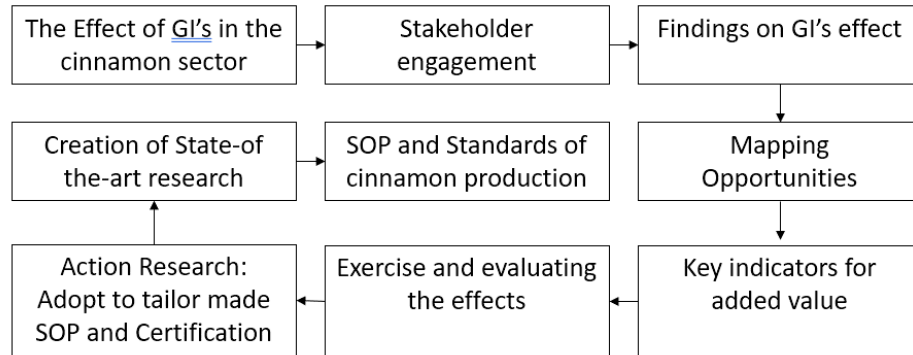 The Effect of GI's in the
cinnamon sector
Stakeholder
engagement
Findings on GI's effect
Mapping
Opportunities
Key indicators for
added value
Exercise and evaluating
the effects
Action Research:
Adopt to tailor made
SOP and Certification
Creation of State-of
the-art research
SOP and Standards of
cinnamon production